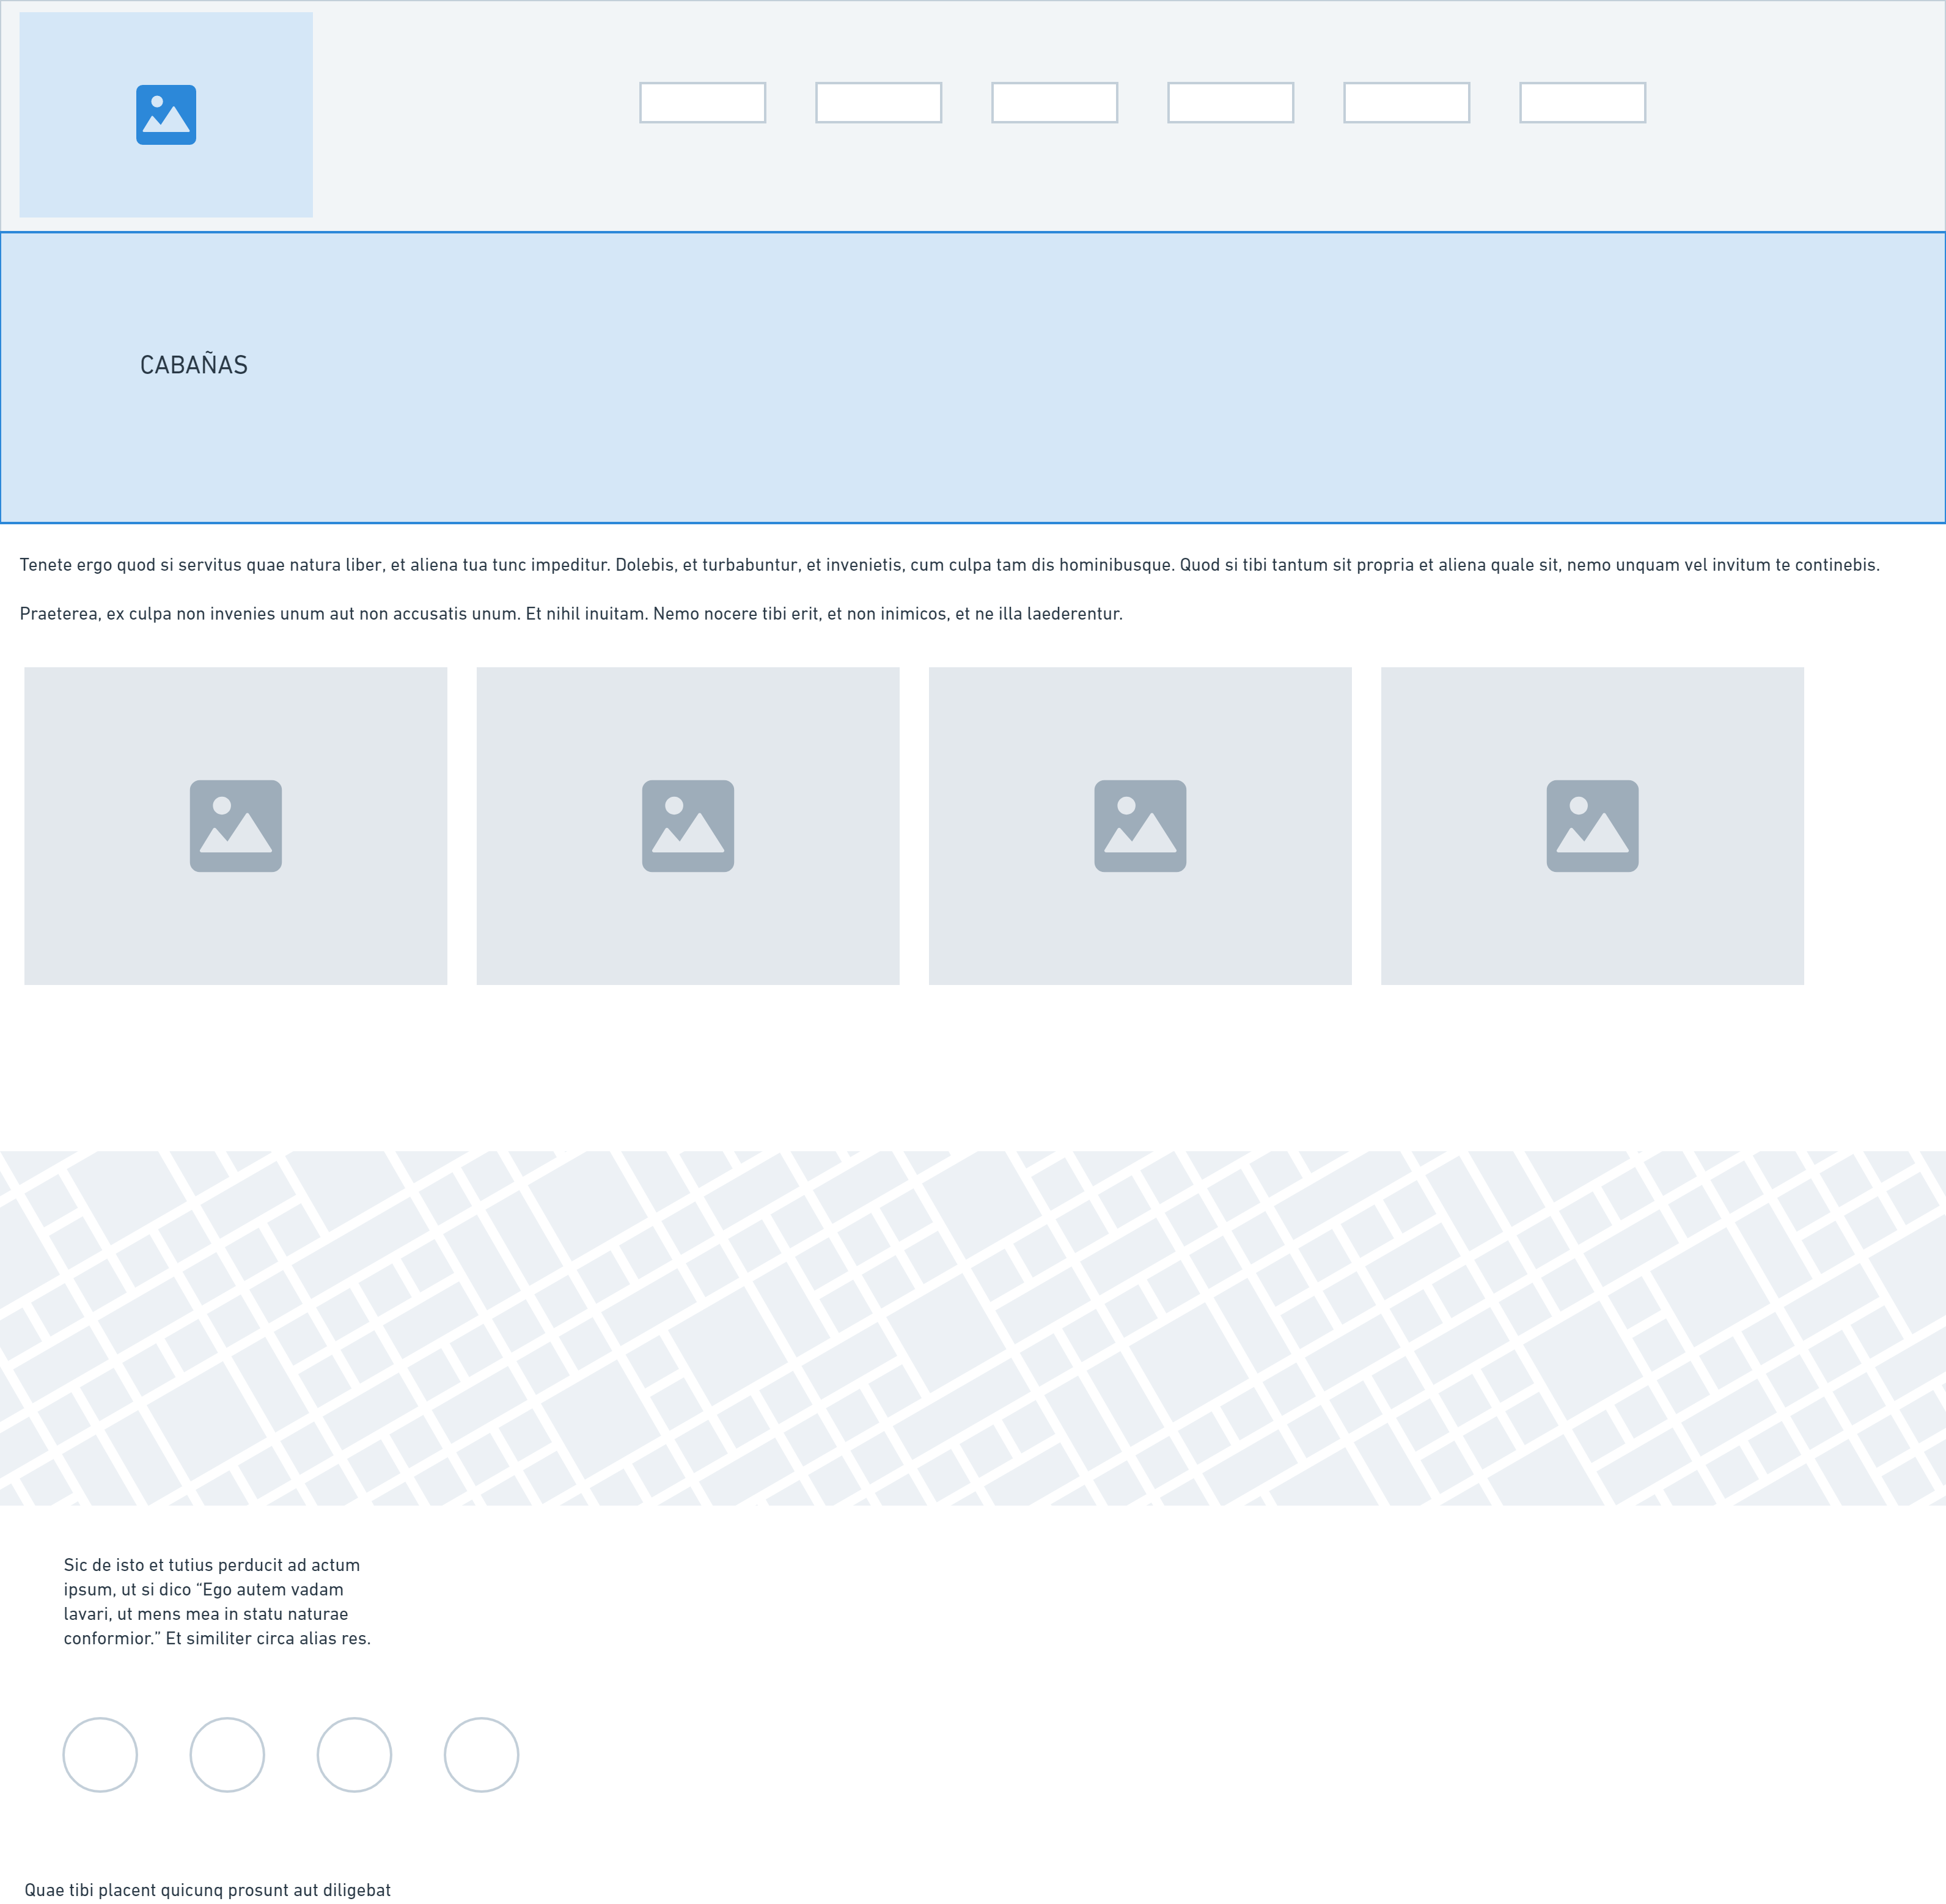 CABAÑAS
Tenete ergo quod si servitus quae natura liber, et aliena tua tunc impeditur. Dolebis, et turbabuntur, et invenietis, cum culpa tam dis hominibusque. Quod si tibi tantum sit propria et aliena quale sit, nemo unquam vel invitum te continebis.
Praeterea, ex culpa non invenies unum aut non accusatis unum. Et nihil inuitam. Nemo nocere tibi erit, et non inimicos, et ne illa laederentur.
Sic de isto et tutius perducit ad actum
ipsum, ut si dico “Ego autem vadam
lavari, ut mens mea in statu naturae
conformior.” Et similiter circa alias res.
Quae tibi placent quicunq prosunt aut diligebat